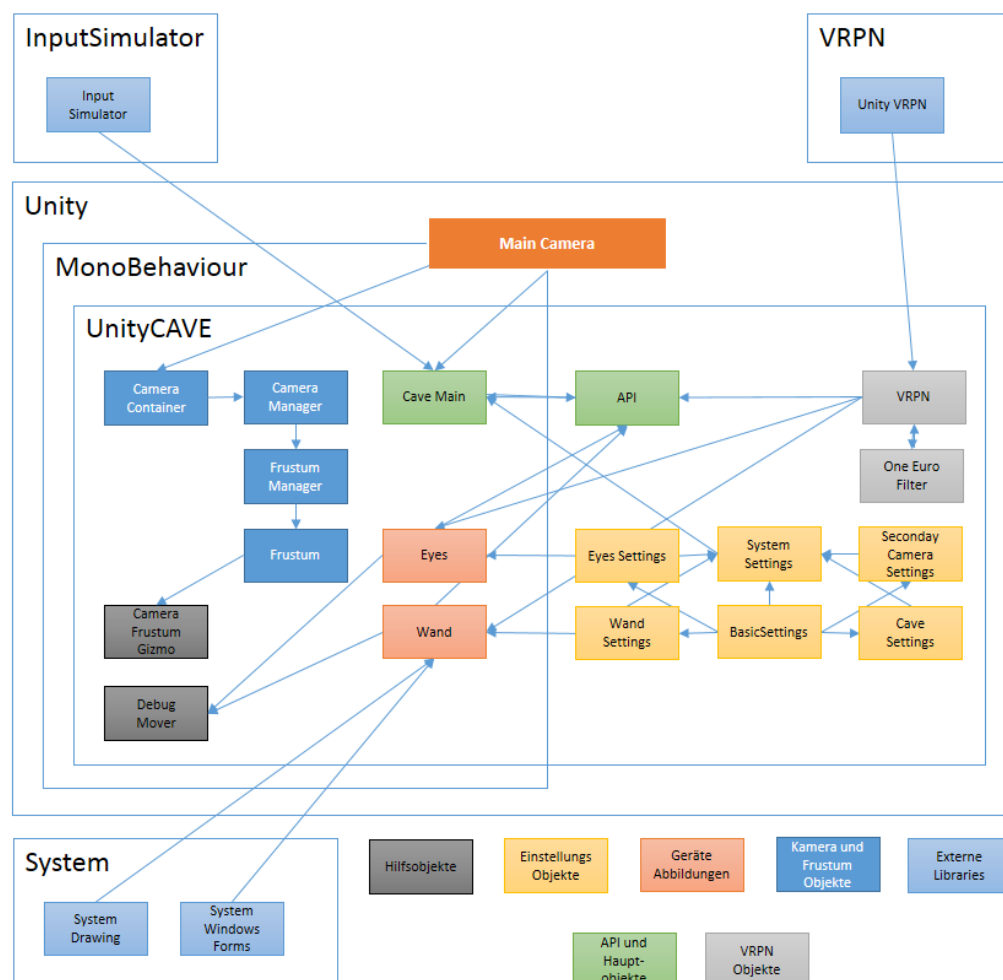 InputSimulator
Input
Simulator
VRPN
Unity VRPN
Unity
Main Camera
MonoBehaviour
UnityCAVE
Camera
Container
Camera
Manager
Cave Main
API
VRPN
Frustum
Manager
One Euro
Filter
Frustum
Eyes
Eyes Settings
System
Settings
Seconday
Camera
Settings
Camera
Frustum
Gizmo
Wand
Wand
Settings
BasicSettings
Cave
Settings
Debug
Mover
System
System
Drawing
System
Windows
Forms
Hilfsobjekte
Einstellungs
Objekte
Geräte
Abbildungen
Kamera und
Frustum
Objekte
Externe
Libraries
API und
Haupt-
objekte
VRPN
Objekte